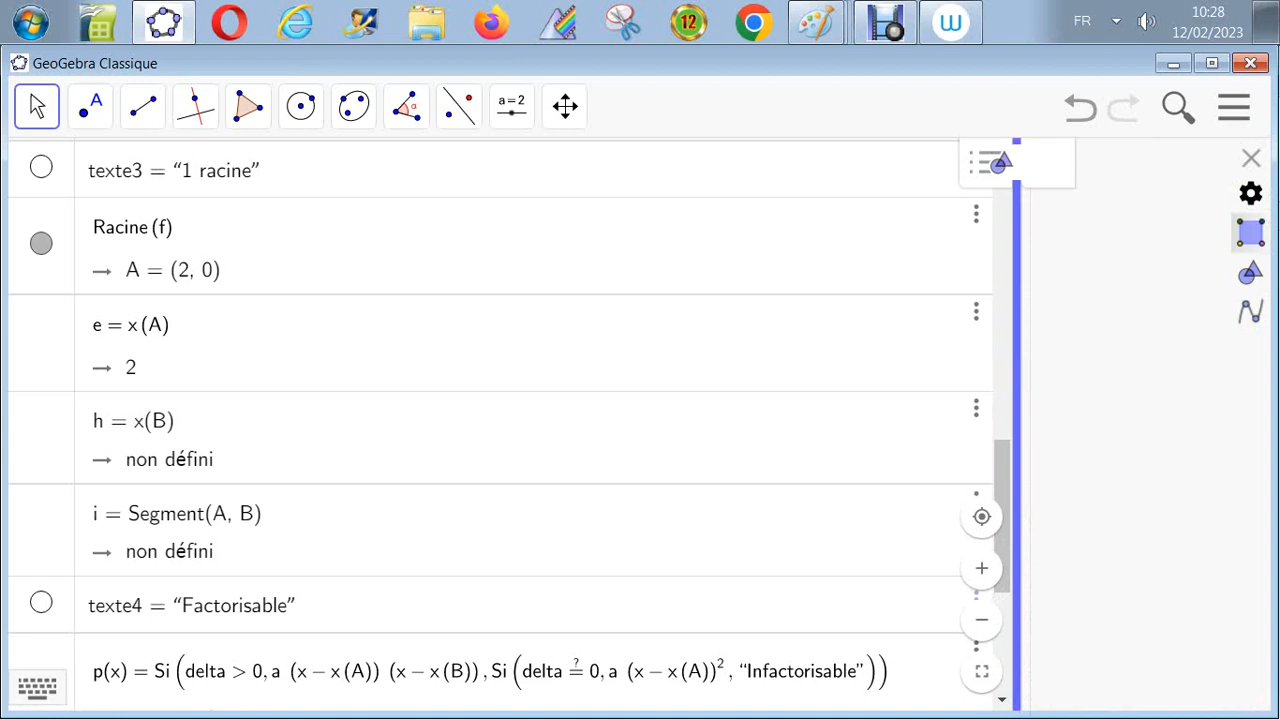 12
W
FR
10:28
12/02/2023
GeoGebra Classique
A
α
a=2
texte3 = “1 racine”
Racine (f)
→ A = (2, 0)
e = x (A)
→ 2
h = x(B)
→ non défini
i = Segment(A, B)
→ non défini
texte4 = “Factorisable”
p(x) = Si (delta > 0, a (x − x (A)) (x − x (B)), Si (delta ≟ 0, a (x − x (A))², “Infactorisable”))